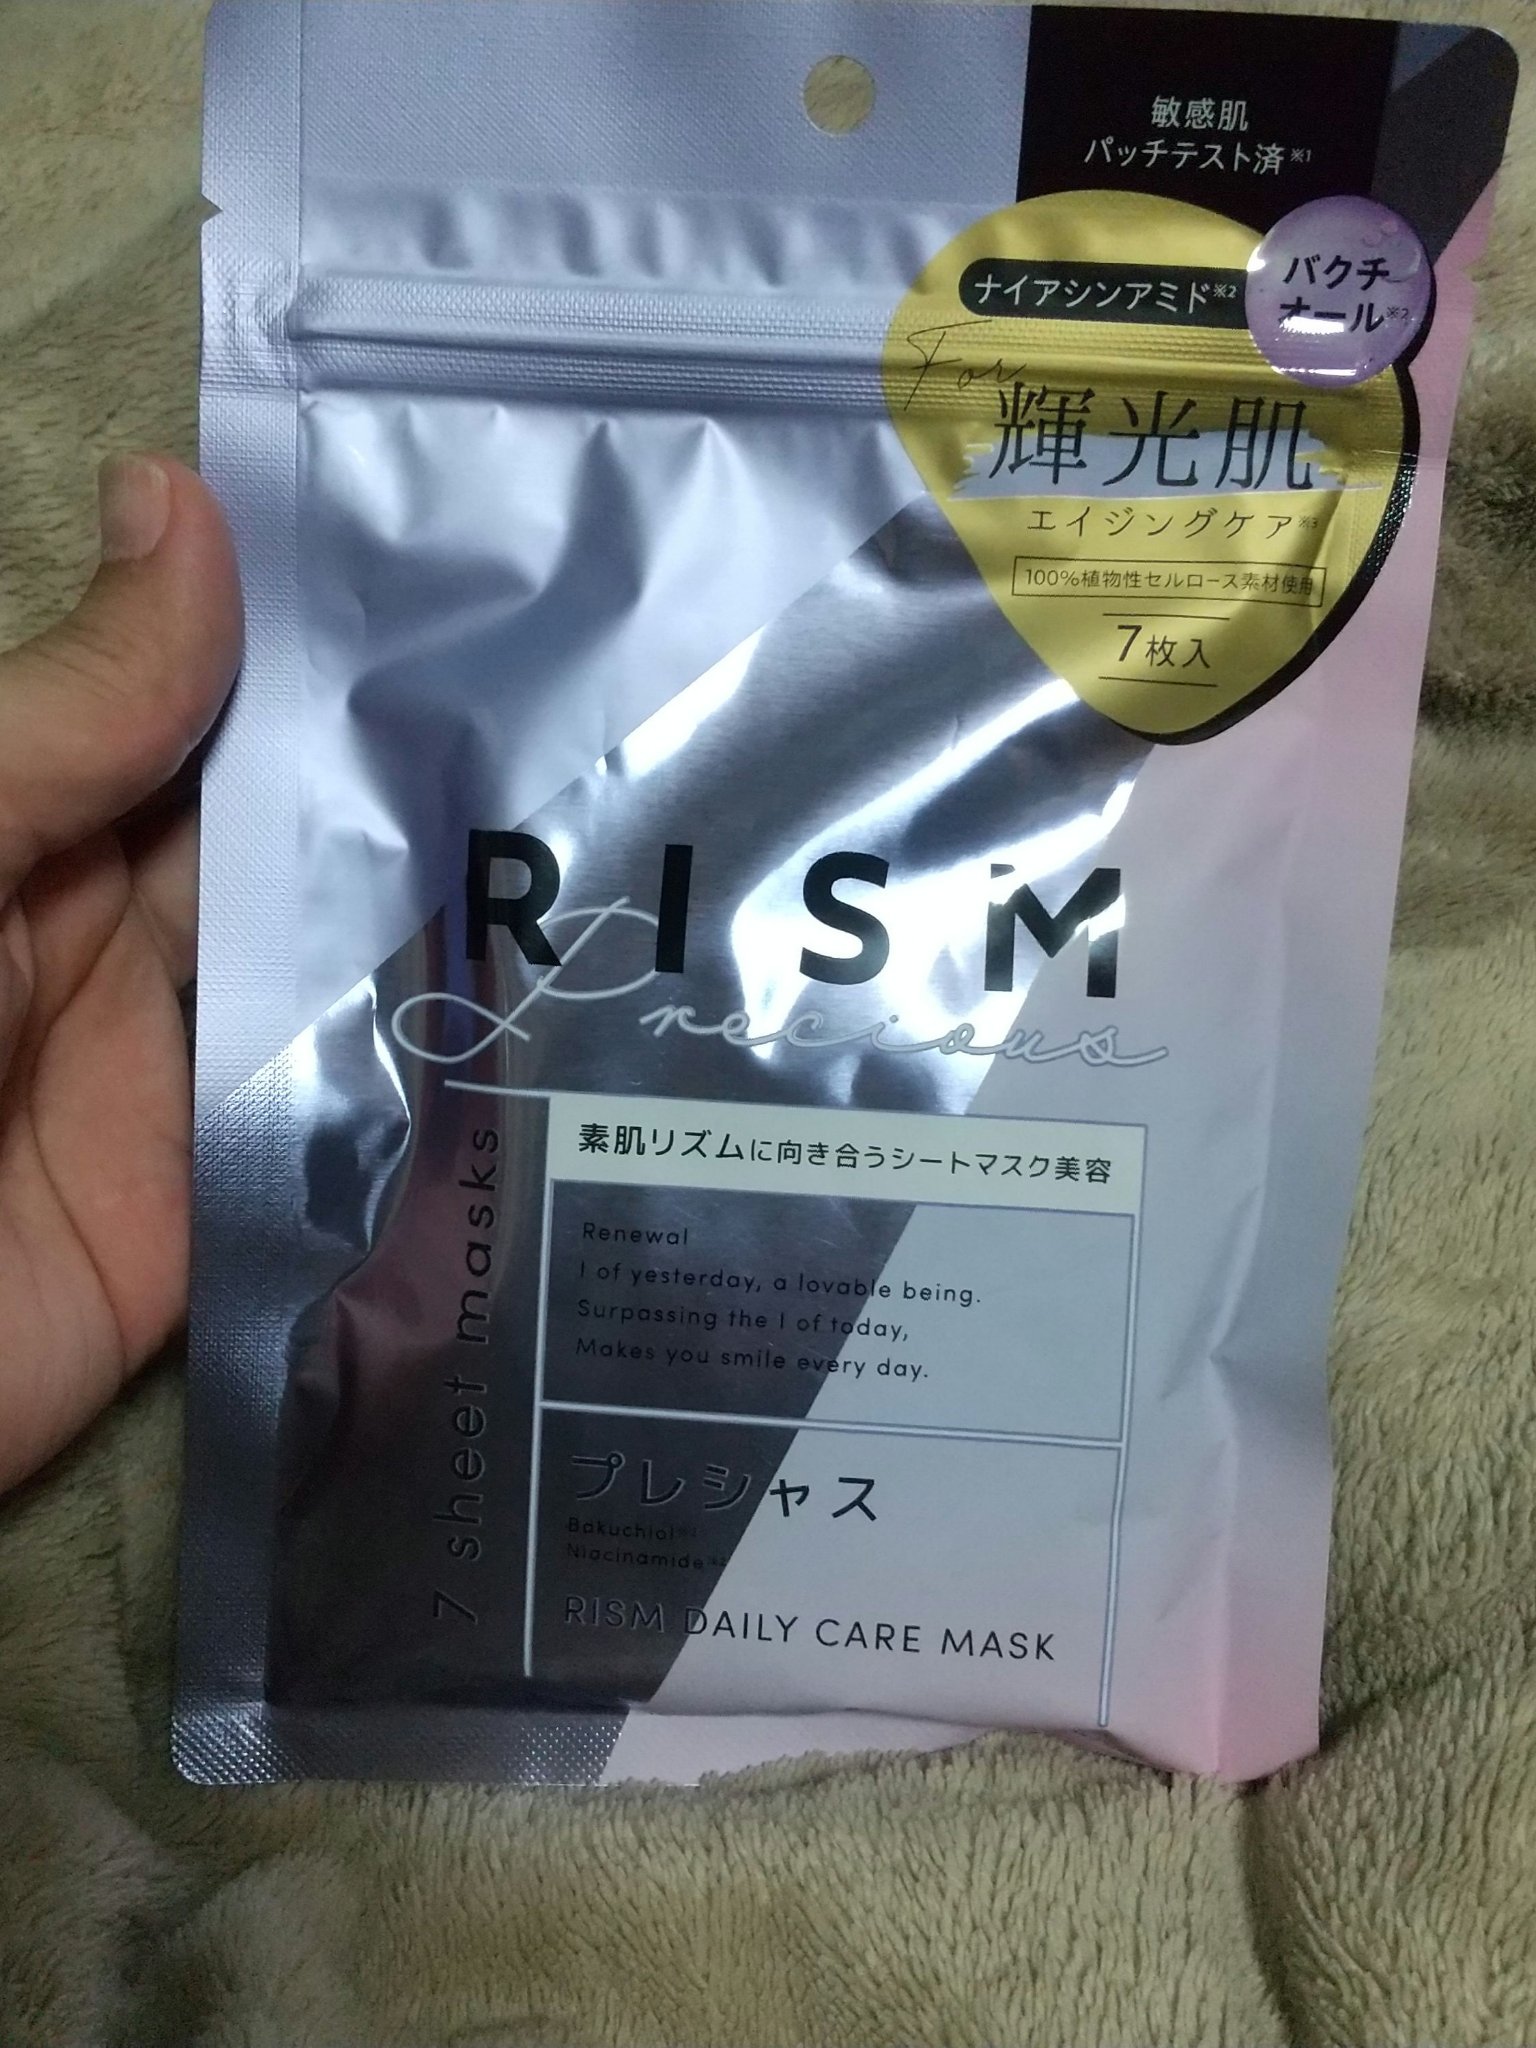 敏感肌
パッチテスト済※1
ナイアシンアミド※2
バクチ
オール※2
For
輝光肌
エイジングケア※3
100%植物性セルロース素材使用
7枚入
RISM
Precious
7 sheet masks
素肌リズムに向き合うシートマスク美容
Renewal
I of yesterday, a lovable being.
Surpassing the I of today,
Makes you smile every day.
プレシャス
Bakuchiol※2
Niacinamide※2
RISM DAILY CARE MASK